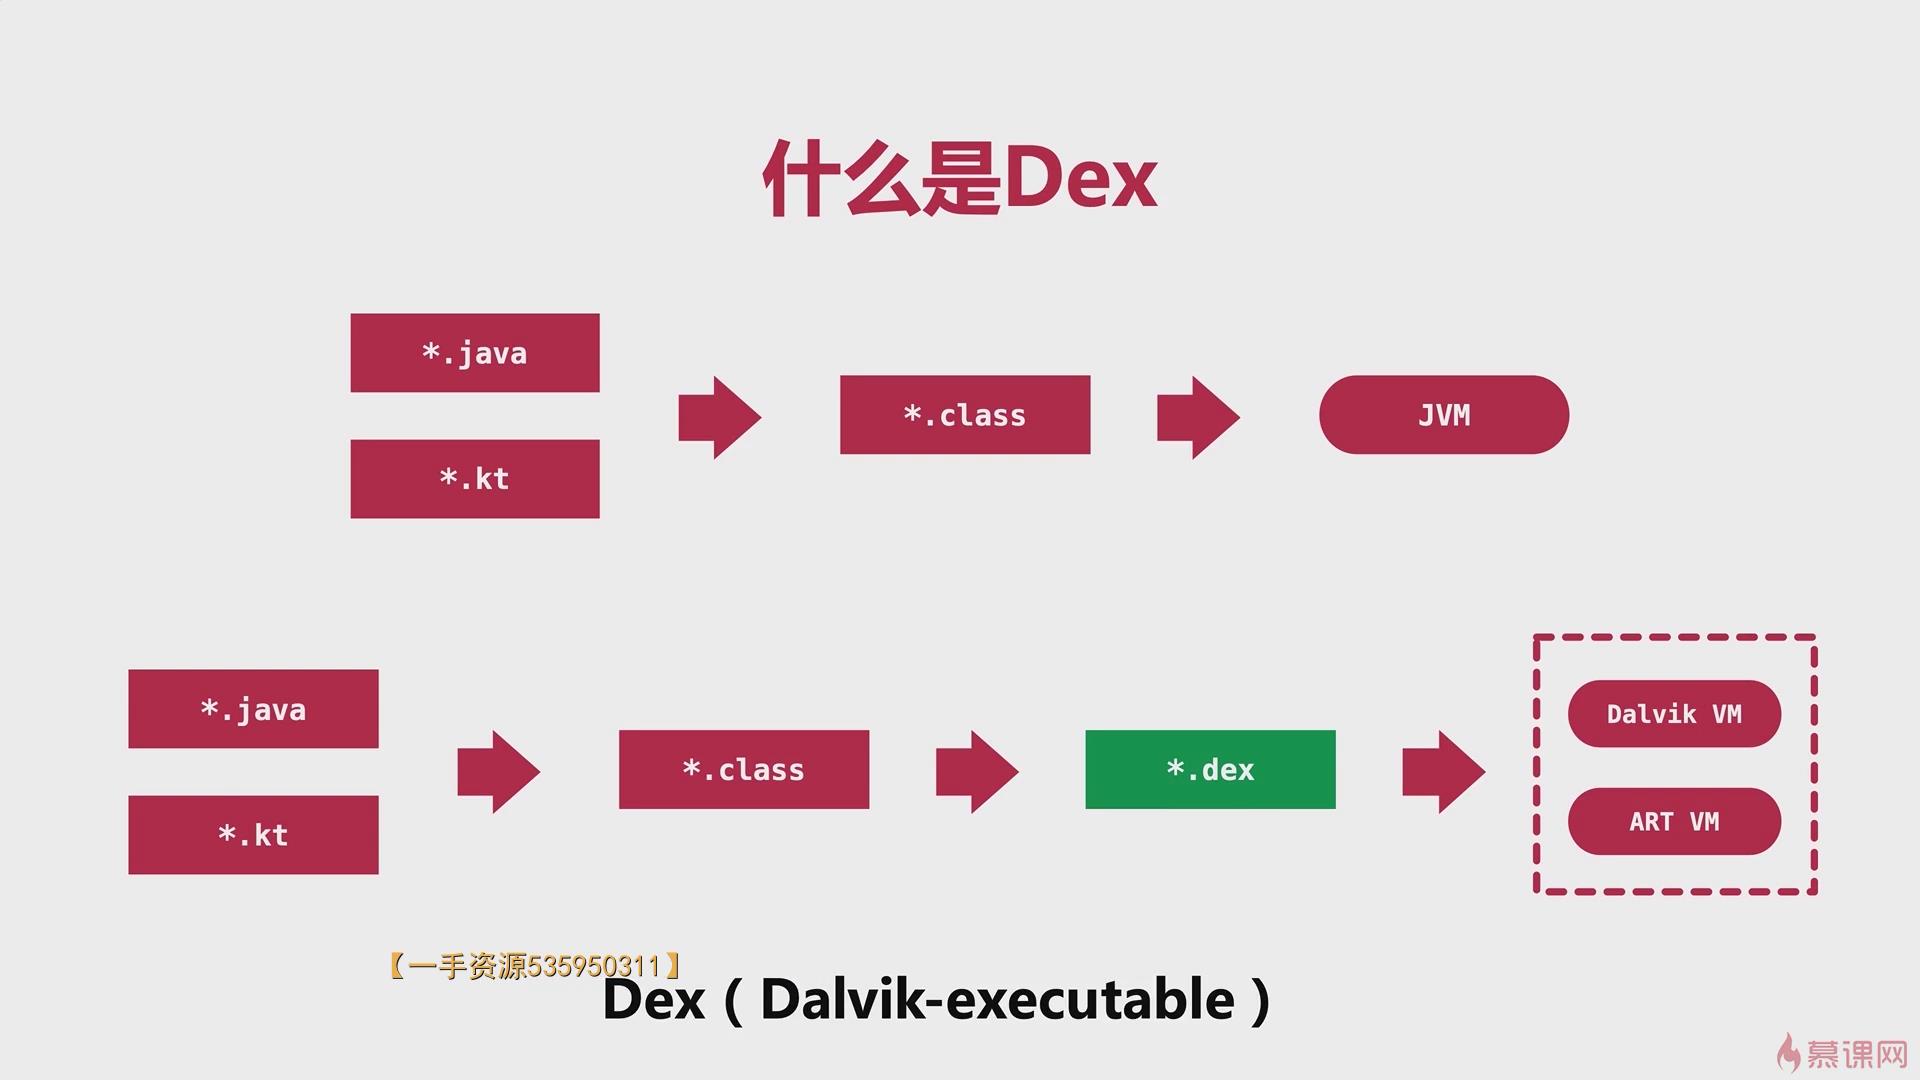 什么是Dex
*.java
*.kt
*.class
JVM
*.java
*.kt
*.class
*.dex
Dalvik VM
ART VM
【一手资源535950311】
Dex（Dalvik-executable）
慕课网